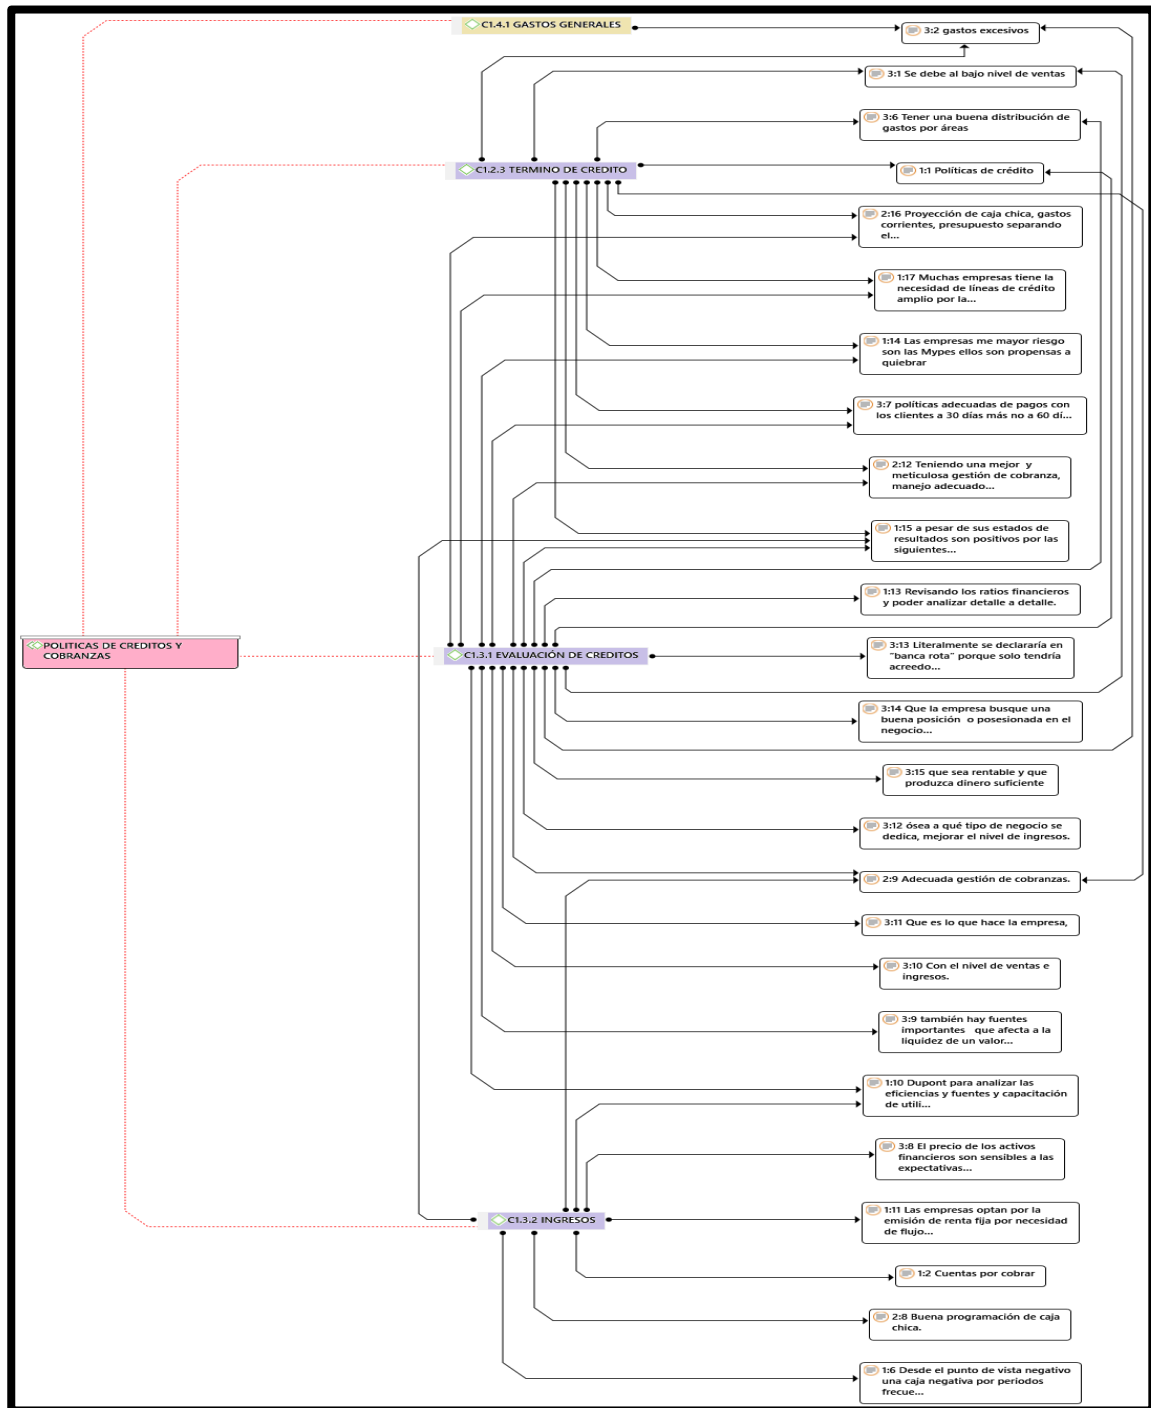 C1.4.1 GASTOS GENERALES
3:2 gastos excesivos
3:1 Se debe al bajo nivel de ventas
3:6 Tener una buena distribución de
gastos por áreas
C1.2.3 TERMINO DE CREDITO
1:1 Políticas de crédito
2:16 Proyección de caja chica, gastos
corrientes, presupuesto separando
el...
1:17 Muchas empresas tiene la
necesidad de líneas de crédito
amplio por la...
1:14 Las empresas me mayor riesgo
son las Mypes ellos son propensas a
quiebrar
3:7 políticas adecuadas de pagos con
los clientes a 30 días más no a 60 dí...
2:12 Teniendo una mejor y
meticulosa gestión de cobranza,
manejo adecuado...
1:15 a pesar de sus estados de
resultados son positivos por las
siguientes...
1:13 Revisando los ratios financieros
y poder analizar detalle a detalle.
POLITICAS DE CREDITOS Y
COBRANZAS
C1.3.1 EVALUACIÓN DE CREDITOS
3:13 Literalmente se declararía en
"banca rota" porque solo tendría
acreedo...
3:14 Que la empresa busque una
buena posición o posesionada en el
negocio...
3:15 que sea rentable y que
produzca dinero suficiente
3:12 ósea a qué tipo de negocio se
dedica, mejorar el nivel de ingresos.
2:9 Adecuada gestión de cobranzas.
3:11 Que es lo que hace la empresa,
3:10 Con el nivel de ventas e
ingresos.
3:9 también hay fuentes
importantes que afecta a la
liquidez de un valor...
1:10 Dupont para analizar las
eficiencias y fuentes y capacitación
de utili...
3:8 El precio de los activos
financieros son sensibles a las
expectativas...
C1.3.2 INGRESOS
1:11 Las empresas optan por la
emisión de renta fija por necesidad
de flujo...
1:2 Cuentas por cobrar
2:8 Buena programación de caja
chica.
1:6 Desde el punto de vista negativo
una caja negativa por periodos
frecue...